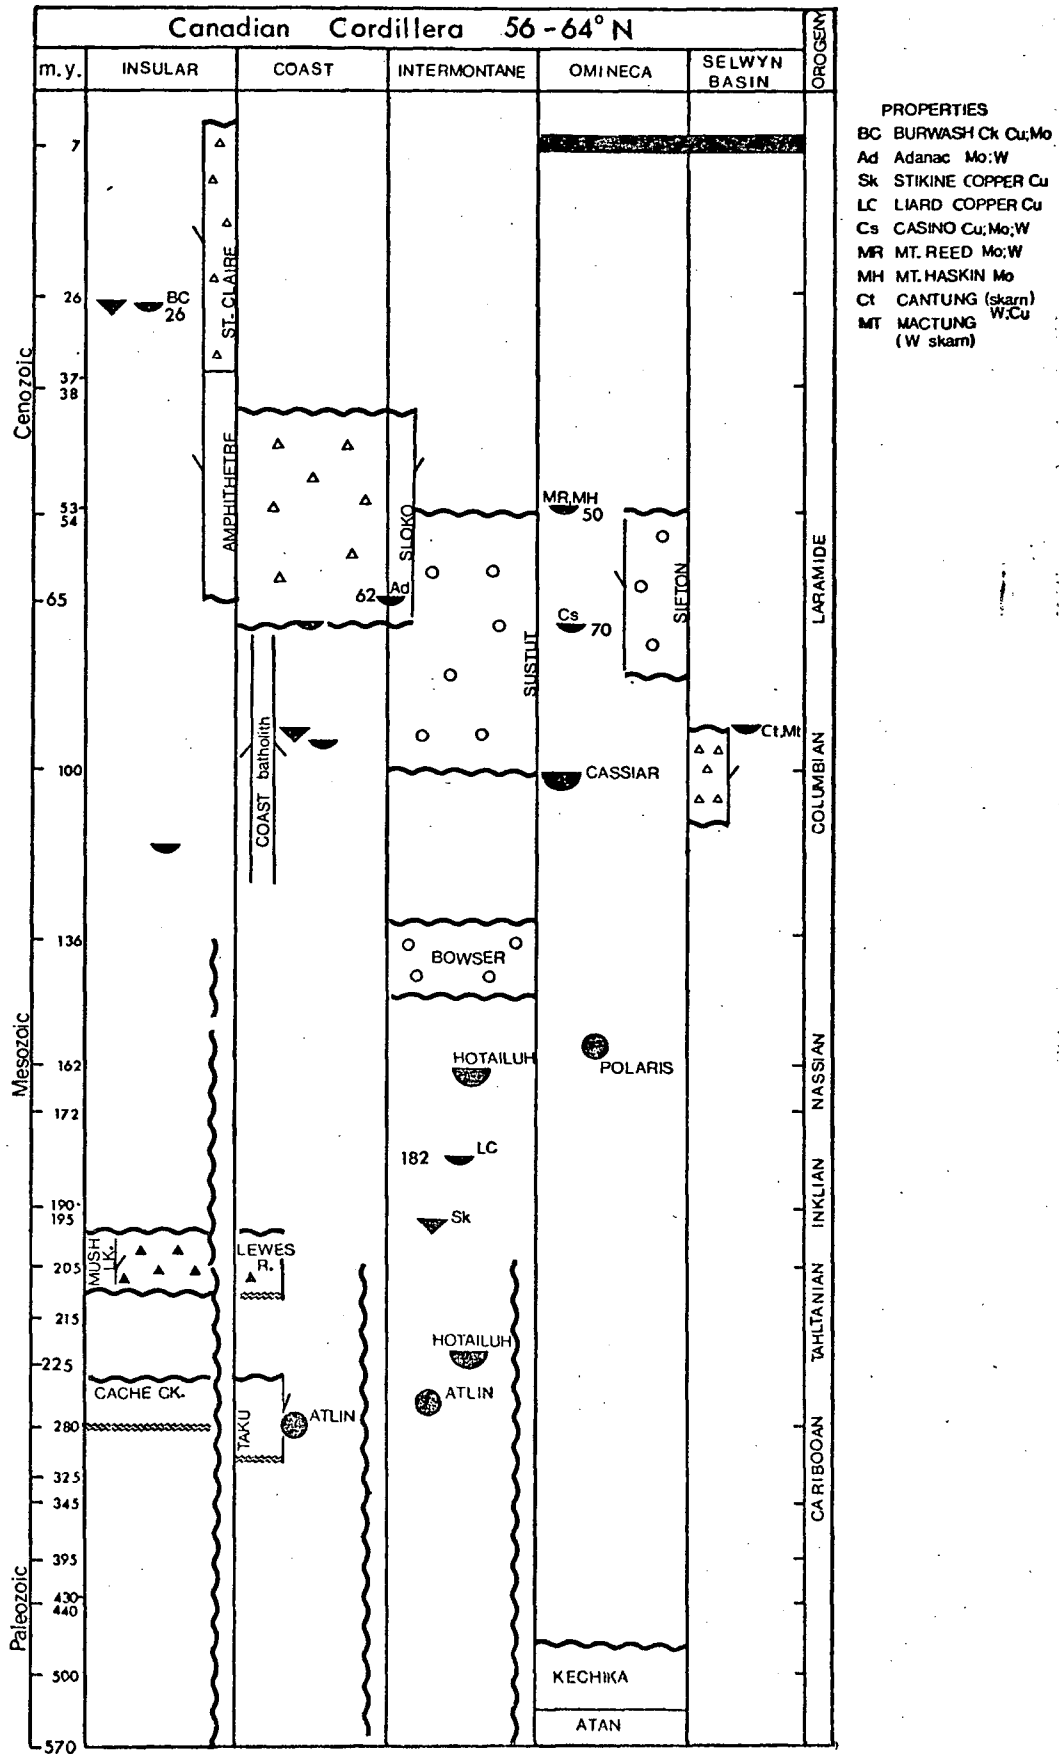 Canadian Cordillera 56-64° N
OROGENY
m.y. INSULAR COAST INTERMONTANE OMINECA SELWYN BASIN
PROPERTIES
BC BURWASH Ck Cu;Mo
Ad Adanac Mo;W
Sk STIKINE COPPER Cu
LC LIARD COPPER Cu
Cs CASINO Cu;Mo;W
MR MT. REED Mo;W
MH MT. HASKIN Mo
Ct CANTUNG (skarn) W;Cu
MT MACTUNG
(W skarn)
Cenozoic
Mesozoic
Paleozoic
7
26
37
38
53
54
65
100
136
162
172
190
195
205
215
225
280
325
345
395
430
440
500
570
BC
26
ST. CLAIRE
AMPHITHETRE
SLOKO
62 Ad
MR,MH
50
SIFTON
Cs 70
SUSTUT
Ct,Mt
COAST batholith
CASSIAR
BOWSER
HOTAILUH
POLARIS
182 LC
Sk
MUSH LK.
LEWES R.
HOTAILUH
CACHE CK.
TAKU
ATLIN
ATLIN
KECHIKA
ATAN
LARAMIDE
COLUMBIAN
NASSIAN
INKLIAN
TAHLTANIAN
CARIBOOAN